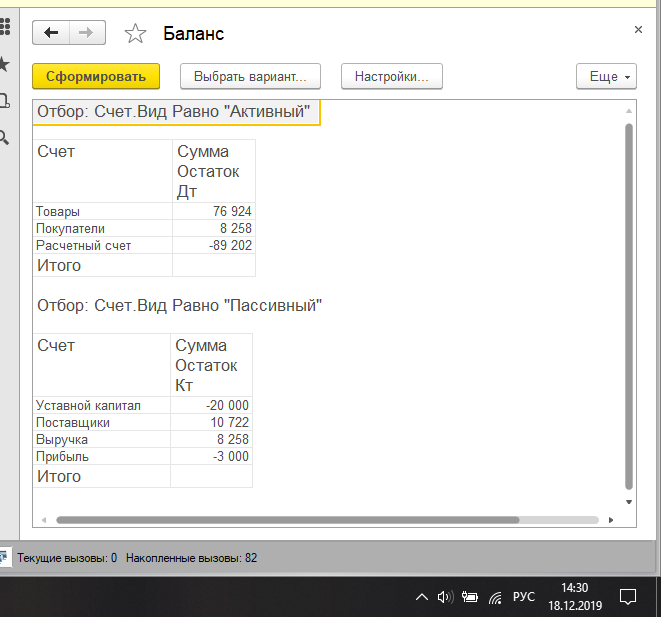 Баланс
Сформировать Выбрать вариант... Настройки... Еще
Отбор: Счет.Вид Равно "Активный"
Счет Сумма
Остаток
Дт
Товары 76 924
Покупатели 8 258
Расчетный счет -89 202
Итого
Отбор: Счет.Вид Равно "Пассивный"
Счет Сумма
Остаток
Кт
Уставной капитал -20 000
Поставщики 10 722
Выручка 8 258
Прибыль -3 000
Итого
Текущие вызовы: 0 Накопленные вызовы: 82
РУС 14:30
18.12.2019